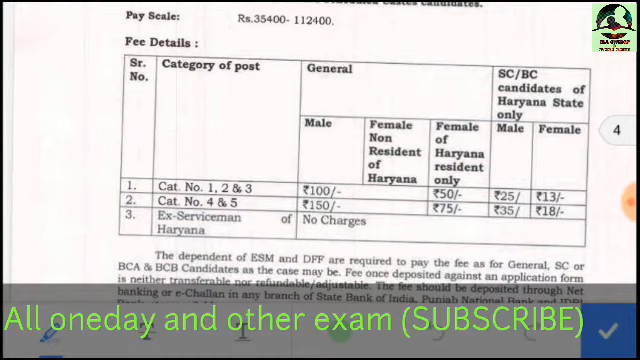 Scheduled Castes candidates.
Pay Scale: Rs.35400- 112400.
Fee Details :
Sr. No. Category of post General SC/BC candidates of Haryana State only
Male Female Non Resident of Haryana Female of Haryana resident only Male Female
1. Cat. No. 1, 2 & 3 ₹100/- ₹50/- ₹25/ ₹13/-
2. Cat. No. 4 & 5 ₹150/- ₹75/- ₹35/ ₹18/-
3. Ex-Serviceman of Haryana No Charges
4
The dependent of ESM and DFF are required to pay the fee as for General, SC or
BCA & BCB Candidates as the case may be. Fee once deposited against an application form
is neither transferable nor refundable/adjustable. The fee should be deposited through Net
banking or e-Challan in any branch of State Bank of India, Punjab National Bank and IDBI
All oneday and other exam (SUBSCRIBE)